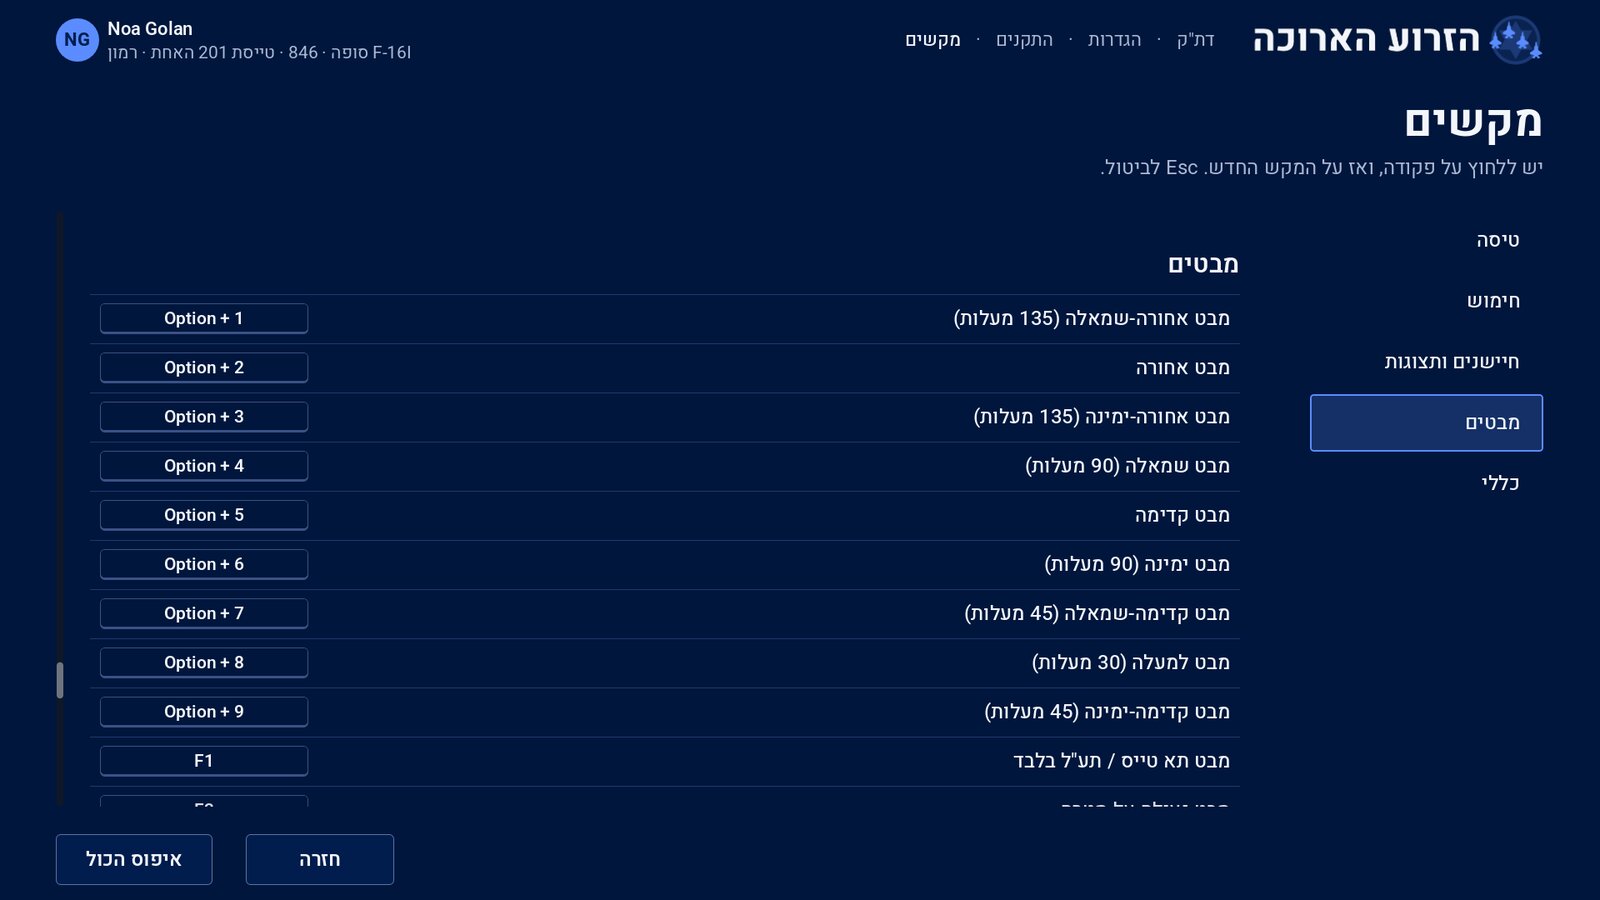 הזרוע הארוכה
דת"ק · הגדרות · התקנים · מקשים
NG
Noa Golan
F-16I סופה · 846 · טייסת 201 האחת · רמון
מקשים
יש ללחוץ על פקודה, ואז על המקש החדש. Esc לביטול.
טיסה
חימוש
חיישנים ותצוגות
מבטים
כללי
מבטים
מבט אחורה-שמאלה (135 מעלות) Option + 1
מבט אחורה Option + 2
מבט אחורה-ימינה (135 מעלות) Option + 3
מבט שמאלה (90 מעלות) Option + 4
מבט קדימה Option + 5
מבט ימינה (90 מעלות) Option + 6
מבט קדימה-שמאלה (45 מעלות) Option + 7
מבט למעלה (30 מעלות) Option + 8
מבט קדימה-ימינה (45 מעלות) Option + 9
מבט תא טייס / תע"ל בלבד F1
חזרה
איפוס הכול